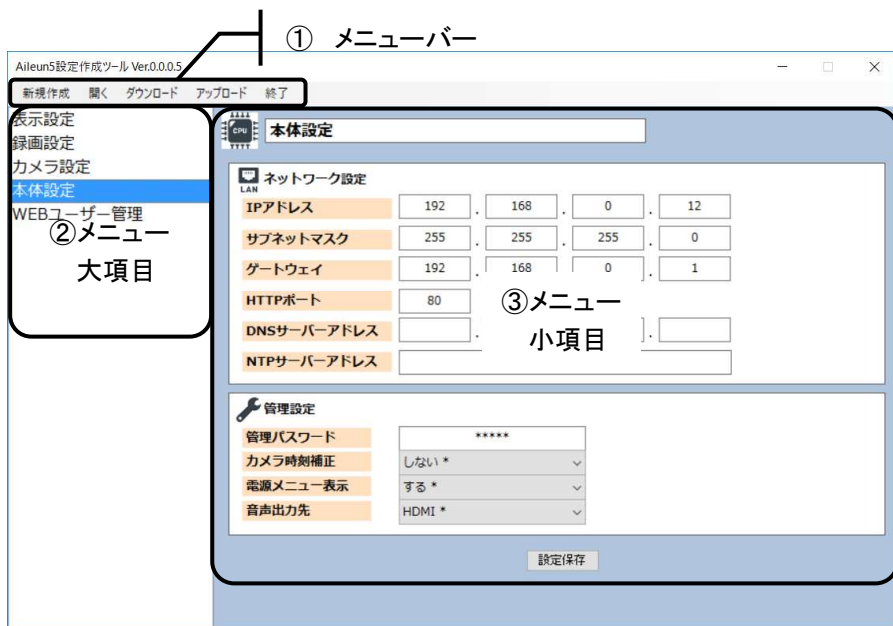 ① メニューバー
Aileun5設定作成ツール Ver.0.0.0.5
新規作成 開く ダウンロード アップロード 終了
表示設定
録画設定
カメラ設定
本体設定
WEBユーザー管理
②メニュー
大項目
CPU 本体設定
LAN ネットワーク設定
IPアドレス 192 . 168 . 0 . 12
サブネットマスク 255 . 255 . 255 . 0
ゲートウェイ 192 . 168 0 . 1
HTTPポート 80
③メニュー
小項目
DNSサーバーアドレス . .
NTPサーバーアドレス
管理設定
管理パスワード *****
カメラ時刻補正 しない *
電源メニュー表示 する *
音声出力先 HDMI *
設定保存